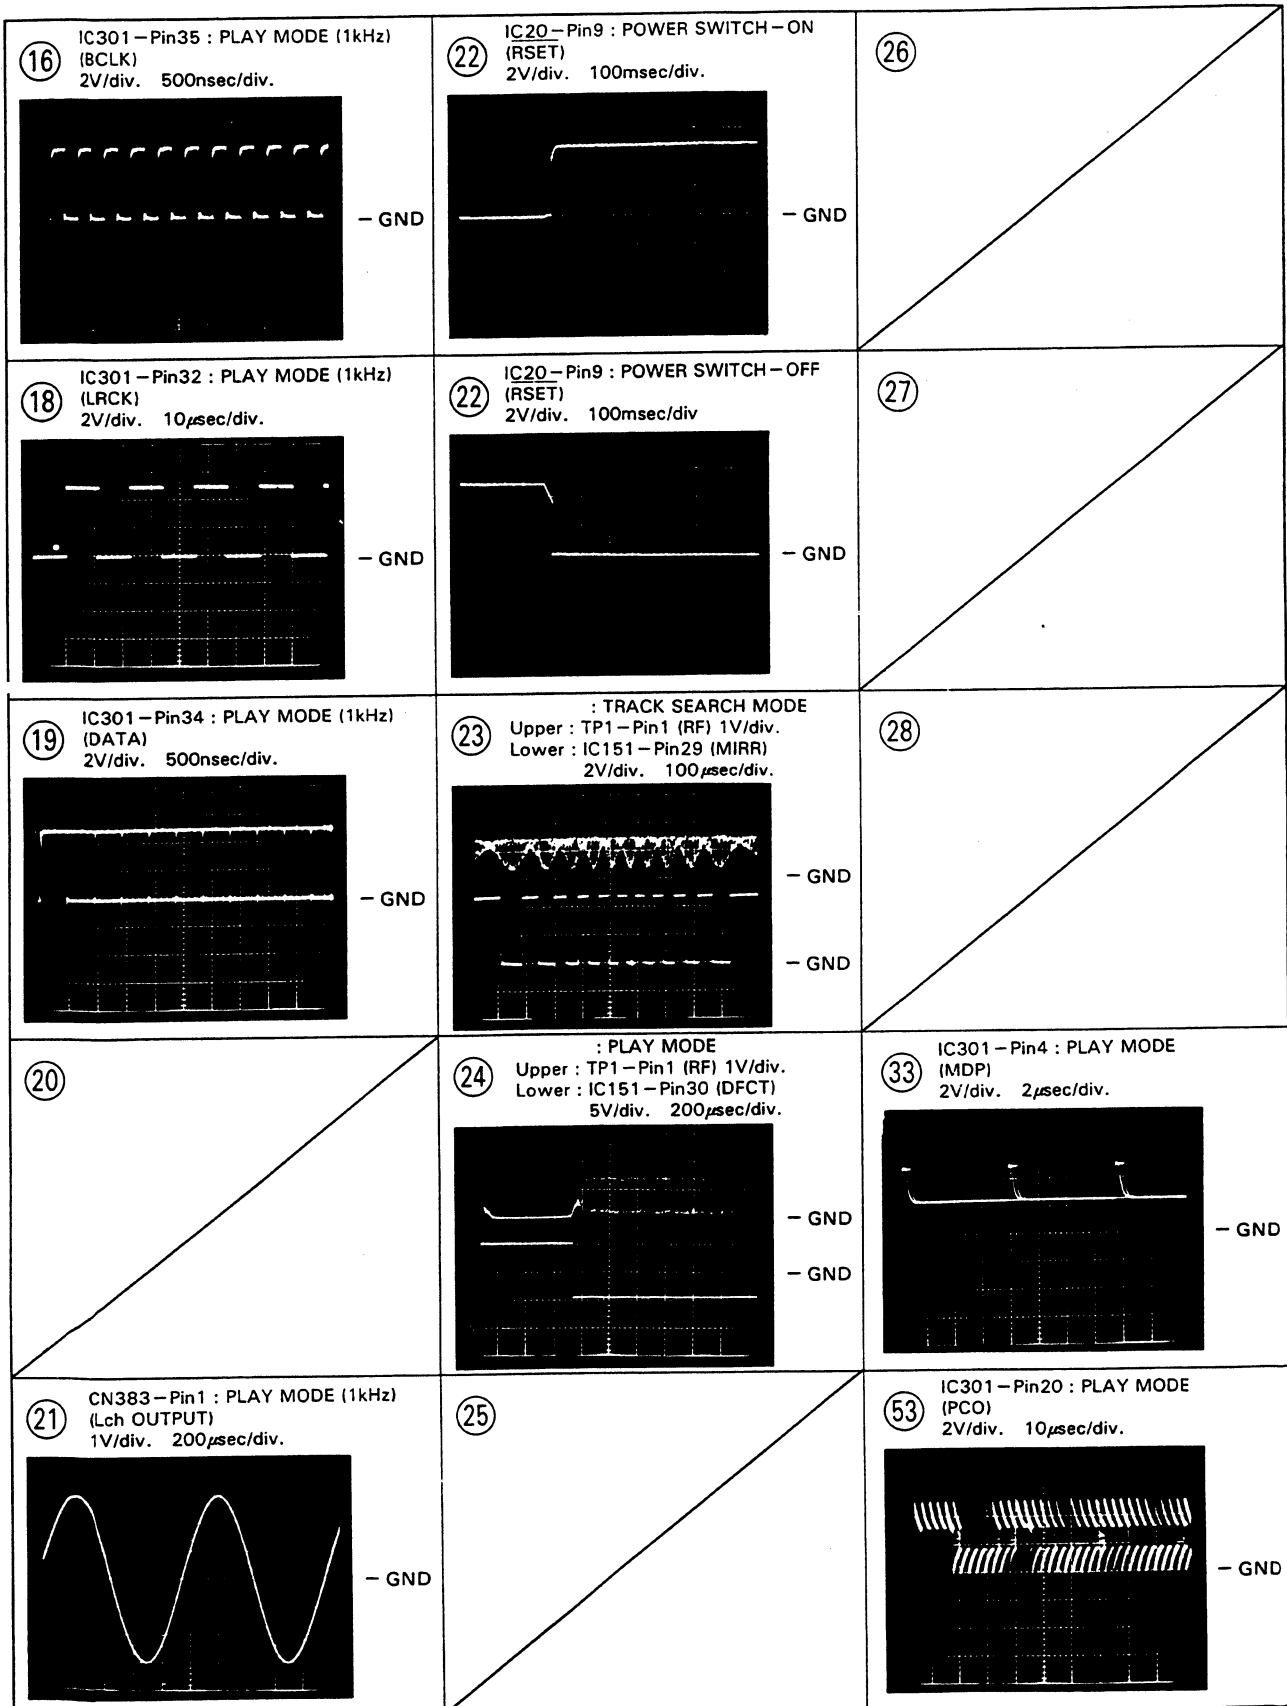 16
IC301-Pin35 : PLAY MODE (1kHz)
(BCLK)
2V/div. 500nsec/div.
- GND
22
IC20-Pin9 : POWER SWITCH-ON
(RSET)
2V/div. 100msec/div.
- GND
26
18
IC301-Pin32 : PLAY MODE (1kHz)
(LRCK)
2V/div. 10μsec/div.
- GND
22
IC20-Pin9 : POWER SWITCH-OFF
(RSET)
2V/div. 100msec/div
- GND
27
19
IC301-Pin34 : PLAY MODE (1kHz)
(DATA)
2V/div. 500nsec/div.
- GND
23
: TRACK SEARCH MODE
Upper : TP1-Pin1 (RF) 1V/div.
Lower : IC151-Pin29 (MIRR)
2V/div. 100μsec/div.
- GND
- GND
28
20
24
: PLAY MODE
Upper : TP1-Pin1 (RF) 1V/div.
Lower : IC151-Pin30 (DFCT)
5V/div. 200μsec/div.
- GND
- GND
33
IC301-Pin4 : PLAY MODE
(MDP)
2V/div. 2μsec/div.
- GND
21
CN383-Pin1 : PLAY MODE (1kHz)
(Lch OUTPUT)
1V/div. 200μsec/div.
- GND
25
53
IC301-Pin20 : PLAY MODE
(PCO)
2V/div. 10μsec/div.
- GND